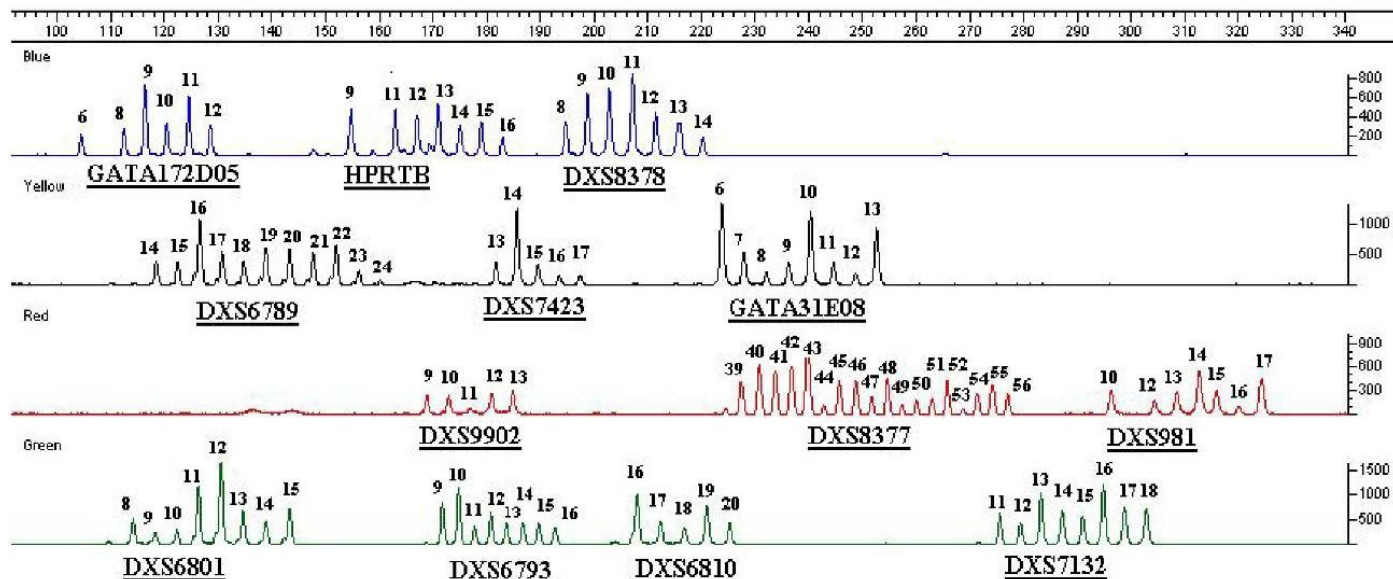 100 110 120 130 140 150 160 170 180 190 200 210 220 230 240 250 260 270 280 290 300 310 320 330 340
Blue
6 8 9 10 11 12 9 11 12 13 14 15 16 8 9 10 11 12 13 14
800
600
400
200
GATA172D05 HPRTB DXS8378
Yellow
14 15 16 17 18 19 20 21 22 23 24 13 14 15 16 17 6 7 8 9 10 11 12 13
1000
500
DXS6789 DXS7423 GATA31E08
Red
9 10 11 12 13 39 40 41 42 43 44 45 46 47 48 49 50 51 52 53 54 55 56 10 12 13 14 15 16 17
900
600
300
DXS9902 DXS8377 DXS981
Green
8 9 10 11 12 13 14 15 9 10 11 12 13 14 15 16 16 17 18 19 20 11 12 13 14 15 16 17 18
1500
1000
500
DXS6801 DXS6793 DXS6810 DXS7132